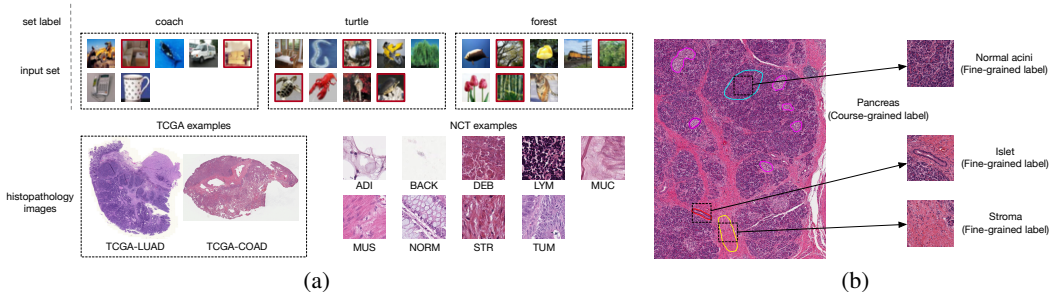 set label
coach
turtle
forest
input set
TCGA examples
NCT examples
histopathology
images
TCGA-LUAD
TCGA-COAD
ADI
BACK
DEB
LYM
MUC
MUS
NORM
STR
TUM
(a)
Normal acini
(Fine-grained label)
Pancreas
(Course-grained label)
Islet
(Fine-grained label)
Stroma
(Fine-grained label)
(b)